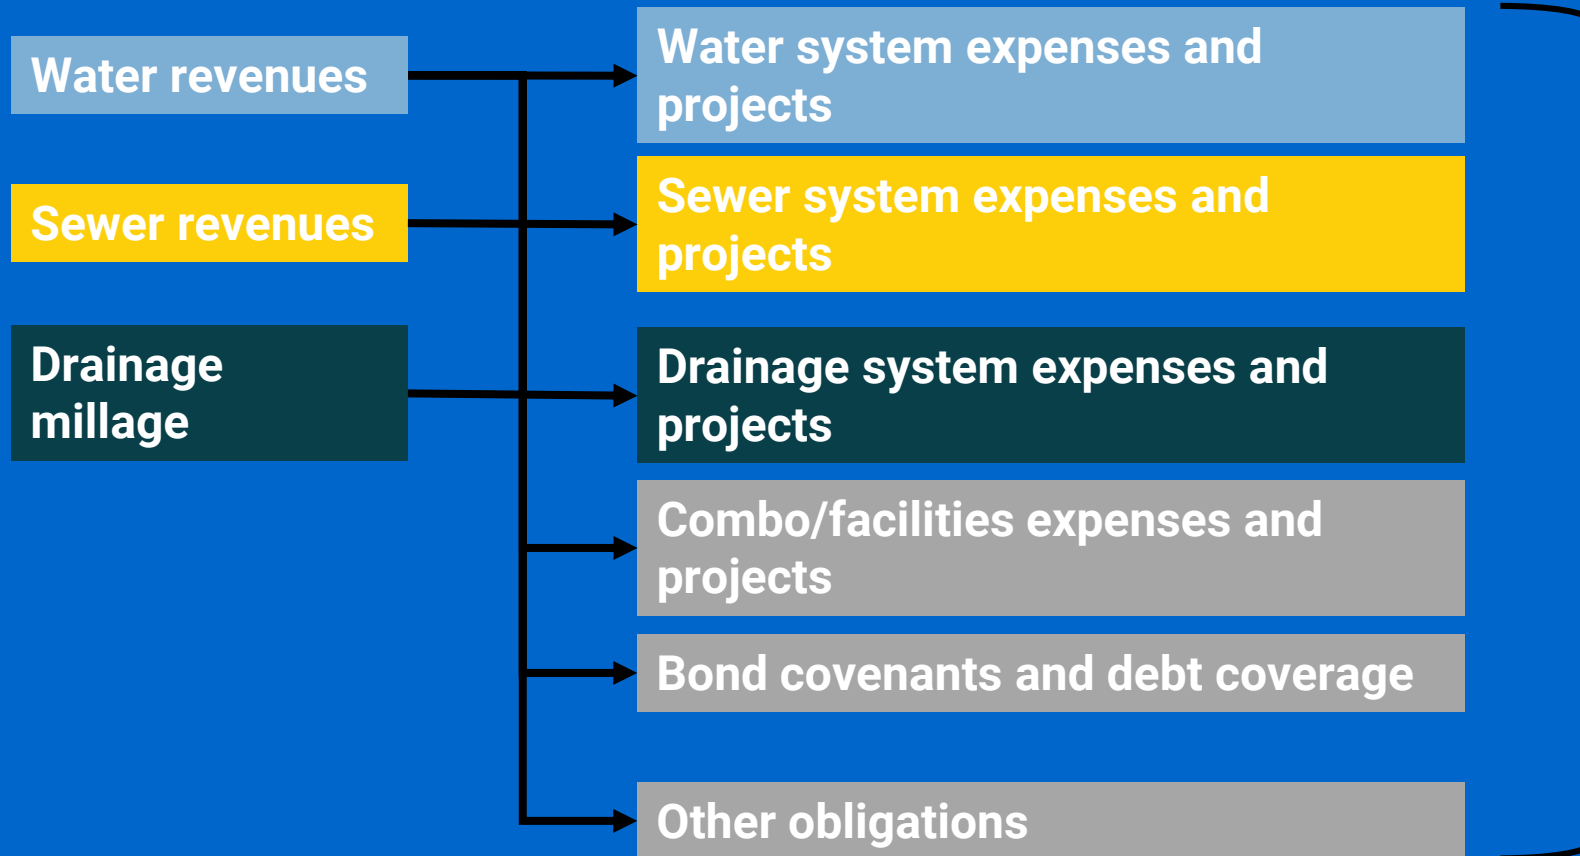 Water revenues
Water system expenses and
projects
Sewer revenues
Sewer system expenses and
projects
Drainage
millage
Drainage system expenses and
projects
Combo/facilities expenses and
projects
Bond covenants and debt coverage
Other obligations